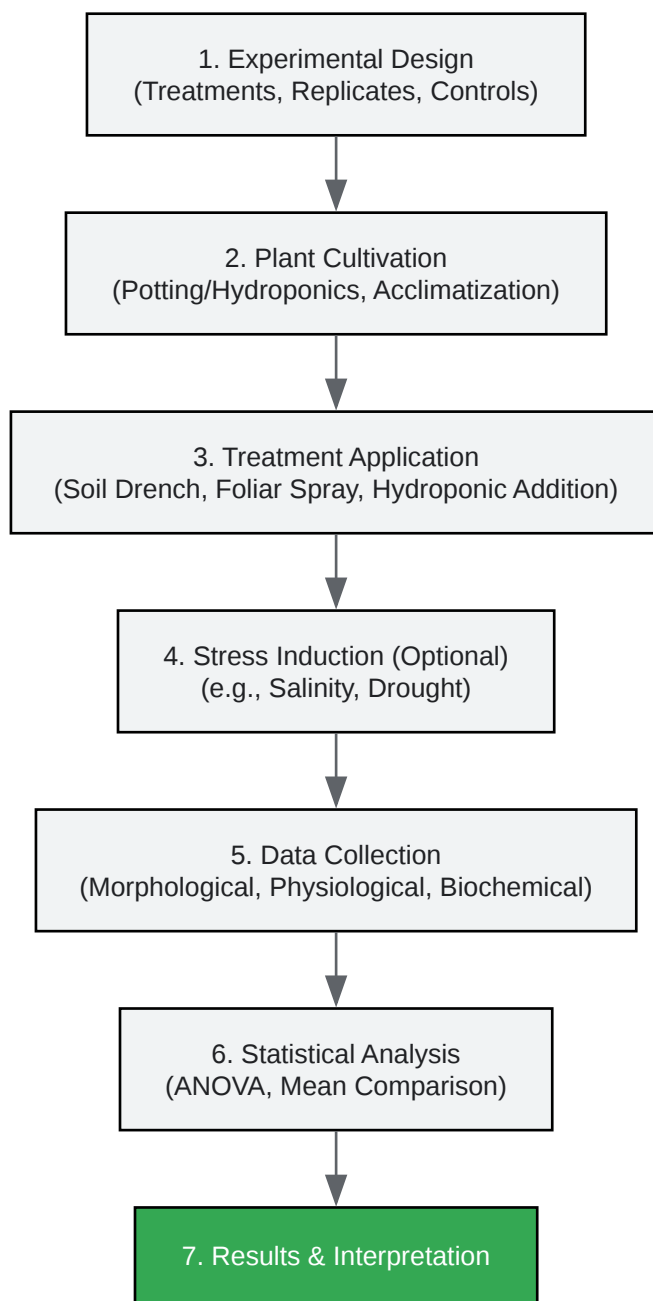 1. Experimental Design
(Treatments, Replicates, Controls)
2. Plant Cultivation
(Potting/Hydroponics, Acclimatization)
3. Treatment Application
(Soil Drench, Foliar Spray, Hydroponic Addition)
4. Stress Induction (Optional)
(e.g., Salinity, Drought)
5. Data Collection
(Morphological, Physiological, Biochemical)
6. Statistical Analysis
(ANOVA, Mean Comparison)
7. Results & Interpretation